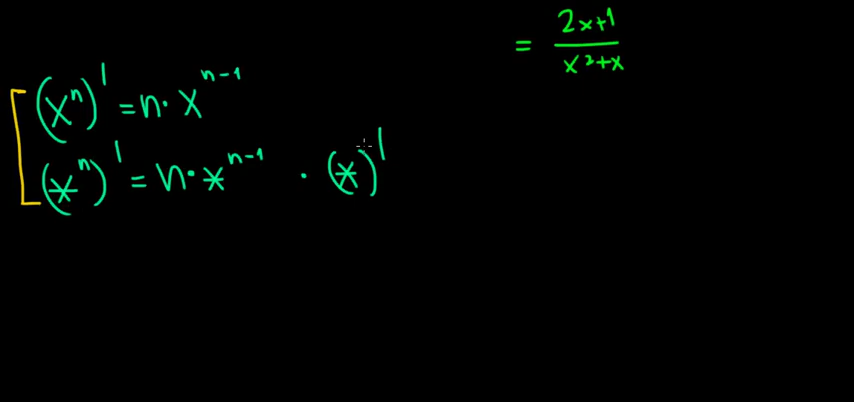 = (2x+1)/(x²+x)
(xⁿ)' = n · xⁿ⁻¹
(*ⁿ)' = n · *ⁿ⁻¹ · (*)'